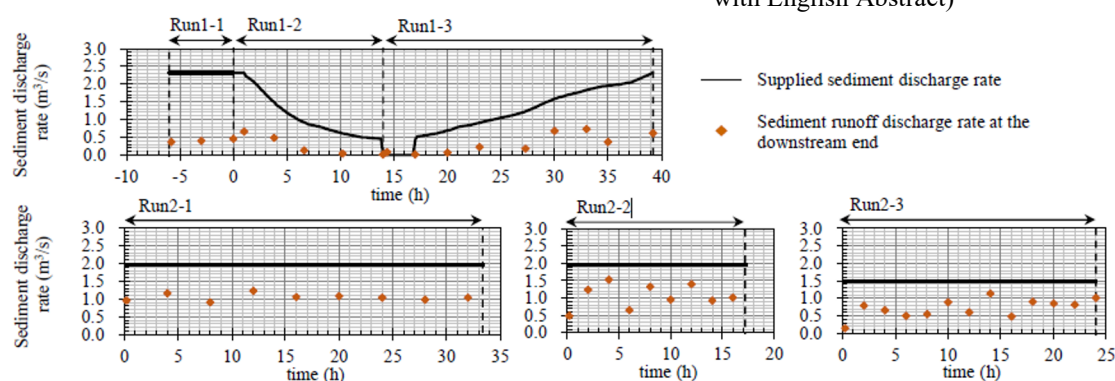 with English Abstract)
Run1-1 Run1-2 Run1-3
Sediment discharge
rate (m³/s)
3.0
2.5
2.0
1.5
1.0
0.5
0.0
-10 -5 0 5 10 15 20 25 30 35 40
time (h)
Supplied sediment discharge rate
Sediment runoff discharge rate at the
downstream end
Run2-1
Sediment discharge
rate (m³/s)
3.0
2.5
2.0
1.5
1.0
0.5
0.0
0 5 10 15 20 25 30 35
time (h)
Run2-2
3.0
2.5
2.0
1.5
1.0
0.5
0.0
0 5 10 15 20
time (h)
Run2-3
3.0
2.5
2.0
1.5
1.0
0.5
0.0
0 5 10 15 20 25
time (h)